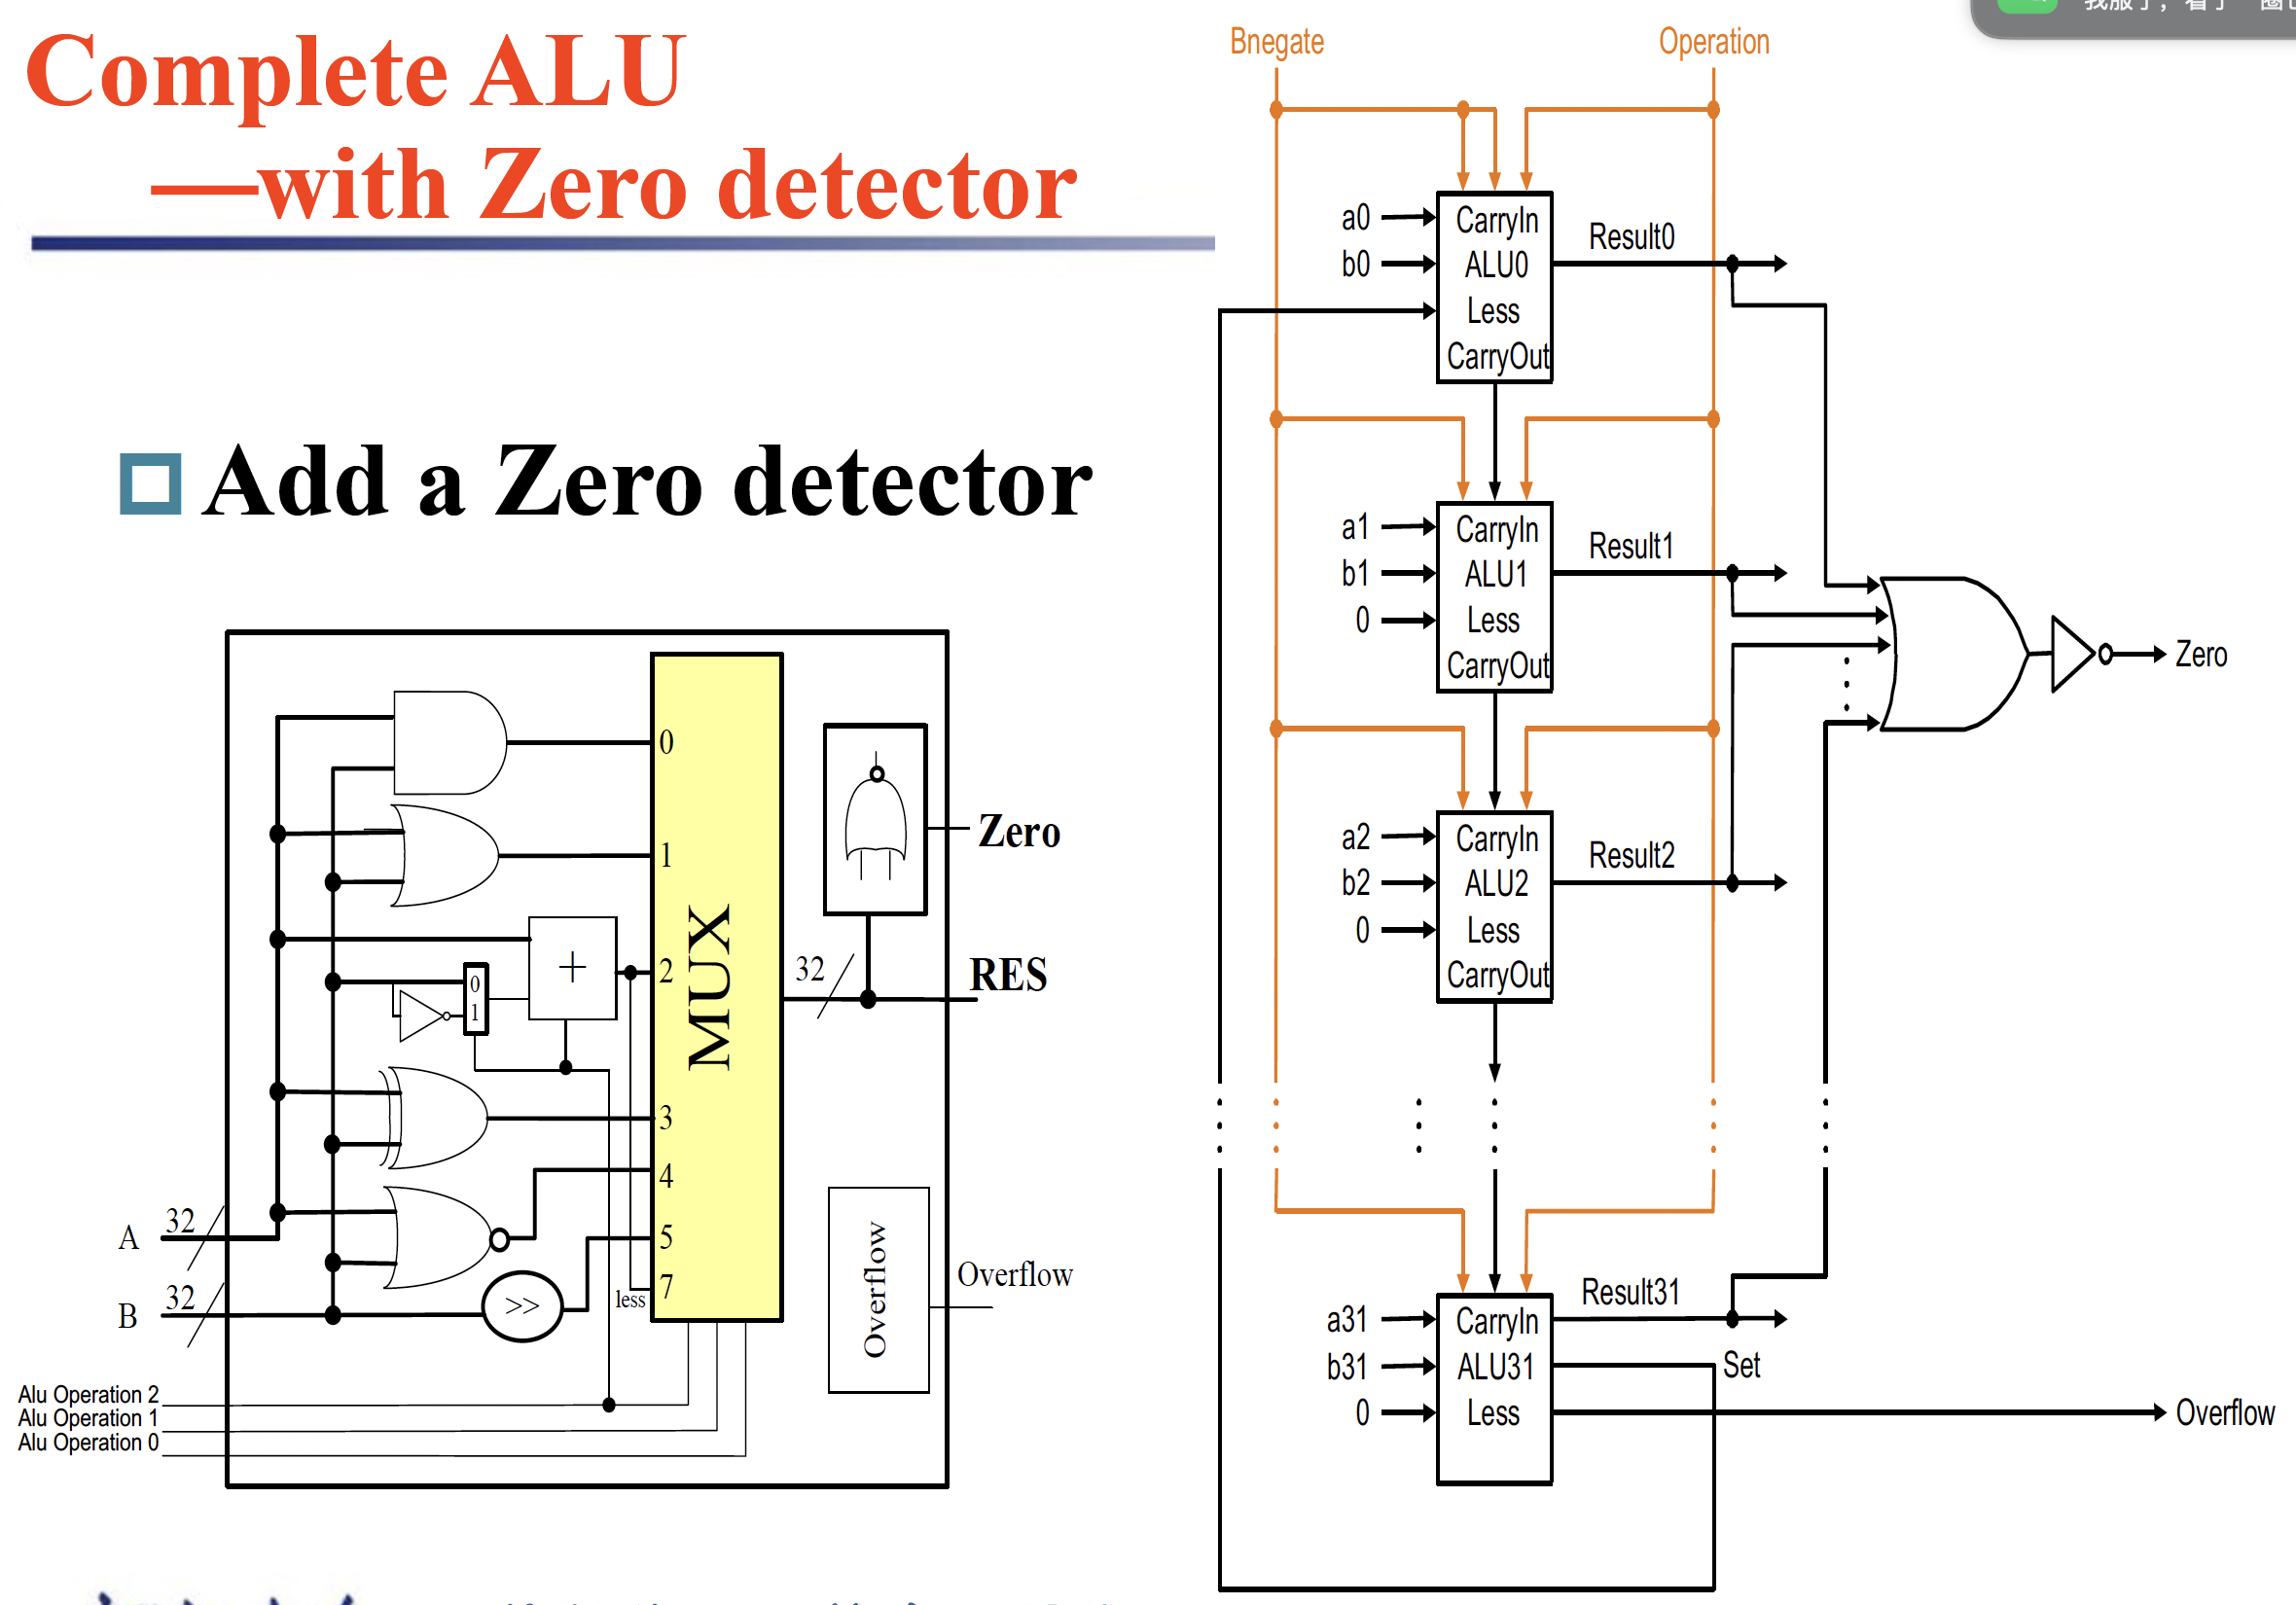 Complete ALU
—with Zero detector
Add a Zero detector
0
1
2
3
4
5
7
less
MUX
0
1
+
>>
32
A
32
B
32
Zero
RES
Overflow
Overflow
Alu Operation 2
Alu Operation 1
Alu Operation 0
Bnegate
Operation
a0
b0
CarryIn
ALU0
Less
CarryOut
Result0
a1
b1
0
CarryIn
ALU1
Less
CarryOut
Result1
Zero
a2
b2
0
CarryIn
ALU2
Less
CarryOut
Result2
a31
b31
0
CarryIn
ALU31
Less
Result31
Set
Overflow